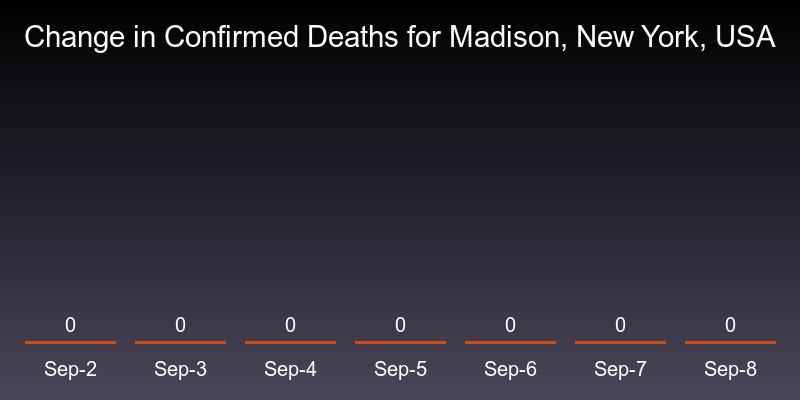 Change in Confirmed Deaths for Madison, New York, USA
0 0 0 0 0 0 0
Sep-2 Sep-3 Sep-4 Sep-5 Sep-6 Sep-7 Sep-8